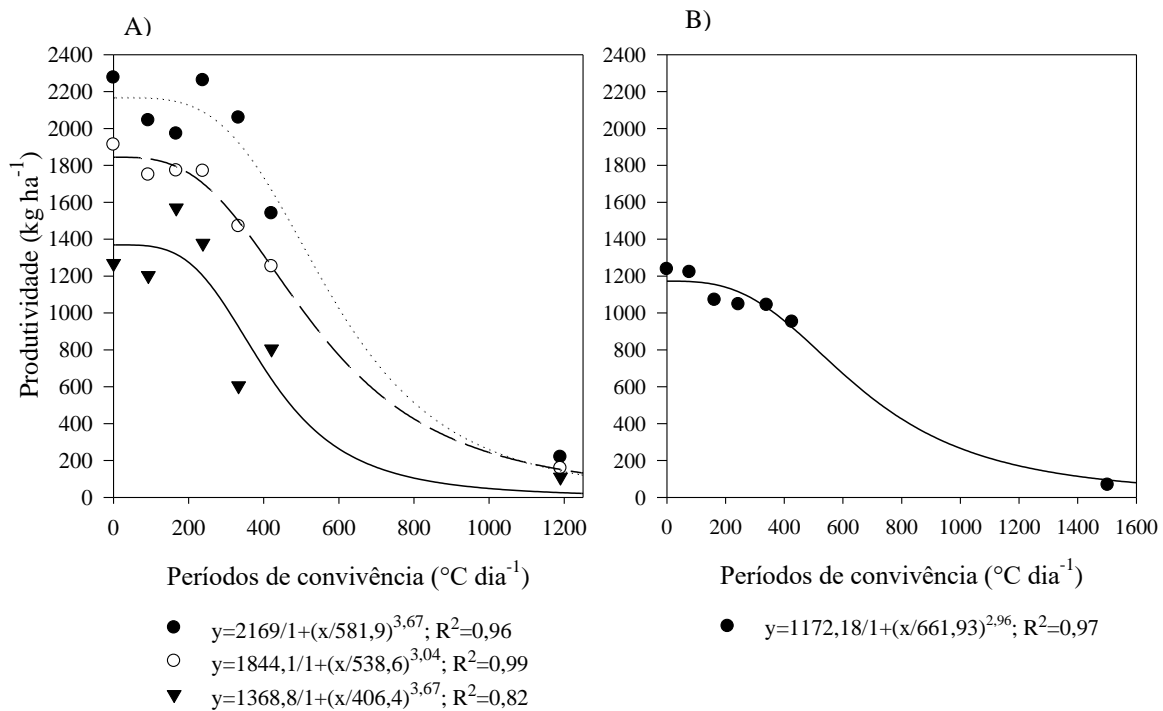 A)
B)
Produtividade (kg ha-1)
2400
2200
2000
1800
1600
1400
1200
1000
800
600
400
200
0
0 200 400 600 800 1000 1200
2400
2200
2000
1800
1600
1400
1200
1000
800
600
400
200
0
0 200 400 600 800 1000 1200 1400 1600
Períodos de convivência (°C dia-1)
Períodos de convivência (°C dia-1)
y=2169/1+(x/581,9)3,67; R2=0,96
y=1844,1/1+(x/538,6)3,04; R2=0,99
y=1368,8/1+(x/406,4)3,67; R2=0,82
y=1172,18/1+(x/661,93)2,96; R2=0,97